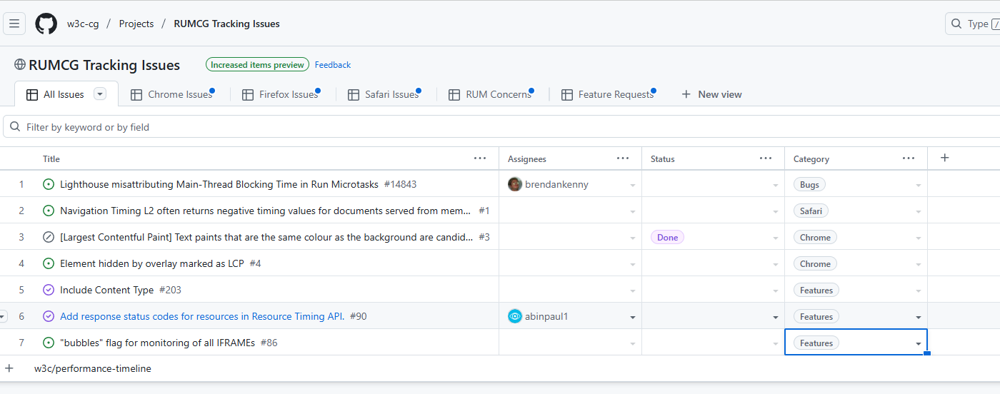 w3c-cg / Projects / RUMCG Tracking Issues
Type /
RUMCG Tracking Issues
Increased items preview
Feedback
All Issues
Chrome Issues
Firefox Issues
Safari Issues
RUM Concerns
Feature Requests
+ New view
Filter by keyword or by field
Title ··· Assignees ··· Status ··· Category ··· +
1 Lighthouse misattributing Main-Thread Blocking Time in Run Microtasks #14843 brendankenny Bugs
2 Navigation Timing L2 often returns negative timing values for documents served from mem... #1 Safari
3 [Largest Contentful Paint] Text paints that are the same colour as the background are candid... #3 Done Chrome
4 Element hidden by overlay marked as LCP #4 Chrome
5 Include Content Type #203 Features
6 Add response status codes for resources in Resource Timing API. #90 abinpaul1 Features
7 "bubbles" flag for monitoring of all IFRAMEs #86 Features
+ w3c/performance-timeline